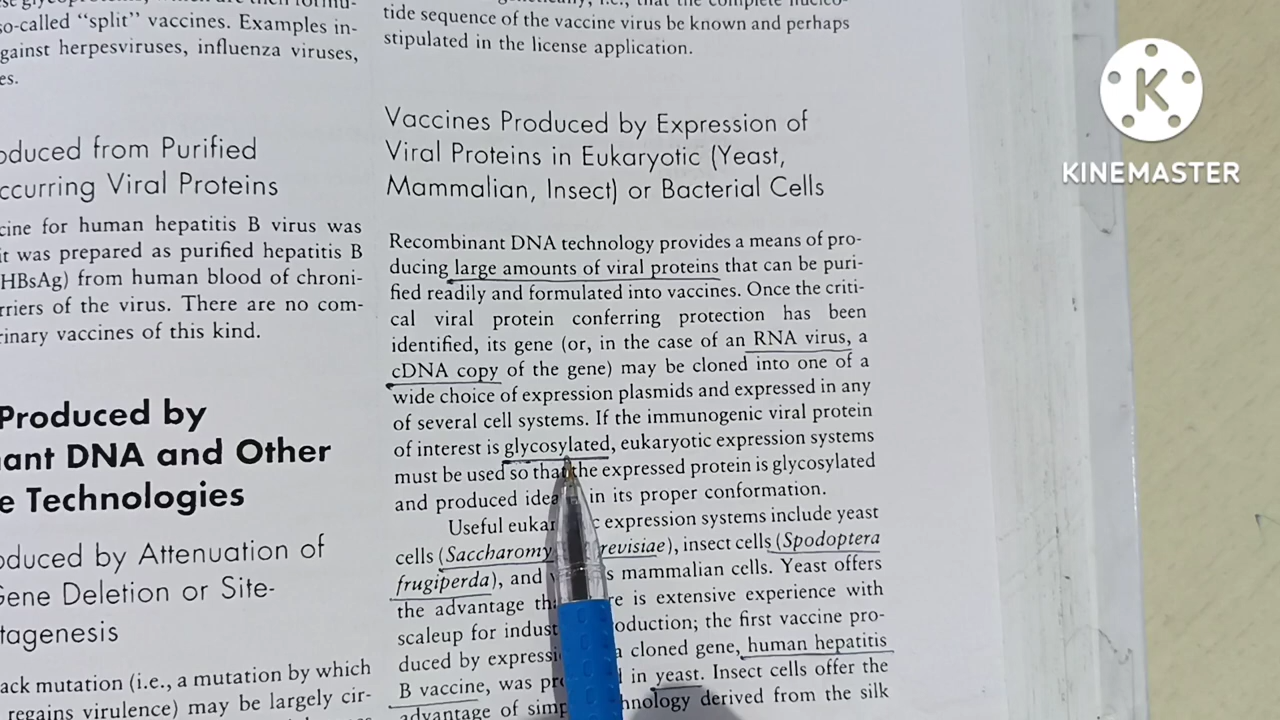 so-called “split” vaccines. Examples in-
gainst herpesviruses, influenza viruses,
es.
oduced from Purified
ccurring Viral Proteins
cine for human hepatitis B virus was
it was prepared as purified hepatitis B
HBsAg) from human blood of chroni-
rriers of the virus. There are no com-
rinary vaccines of this kind.
Produced by
nant DNA and Other
e Technologies
oduced by Attenuation of
Gene Deletion or Site-
tagenesis
ack mutation (i.e., a mutation by which
regains virulence) may be largely cir-
tide sequence of the vaccine virus be known and perhaps
stipulated in the license application.
Vaccines Produced by Expression of
Viral Proteins in Eukaryotic (Yeast,
Mammalian, Insect) or Bacterial Cells
Recombinant DNA technology provides a means of pro-
ducing large amounts of viral proteins that can be puri-
fied readily and formulated into vaccines. Once the criti-
cal viral protein conferring protection has been
identified, its gene (or, in the case of an RNA virus, a
cDNA copy of the gene) may be cloned into one of a
wide choice of expression plasmids and expressed in any
of several cell systems. If the immunogenic viral protein
of interest is glycosylated, eukaryotic expression systems
must be used so that the expressed protein is glycosylated
and produced idea in its proper conformation.
Useful eukar c expression systems include yeast
cells (Saccharomy revisiae), insect cells (Spodoptera
frugiperda), and s mammalian cells. Yeast offers
the advantage th re is extensive experience with
scaleup for indust roduction; the first vaccine pro-
duced by expressi a cloned gene, human hepatitis
B vaccine, was pr d in yeast. Insect cells offer the
advantage of simp hnology derived from the silk
K
KINEMASTER